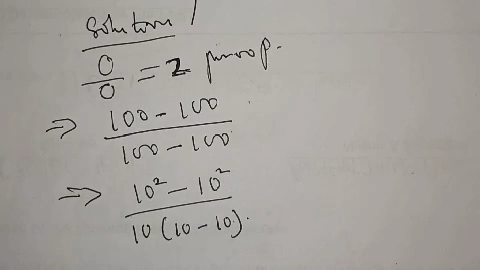 Solution /
0/0 = 2 proof.
⇒ 100 - 100 / 100 - 100
⇒ 10² - 10² / 10 (10 - 10).